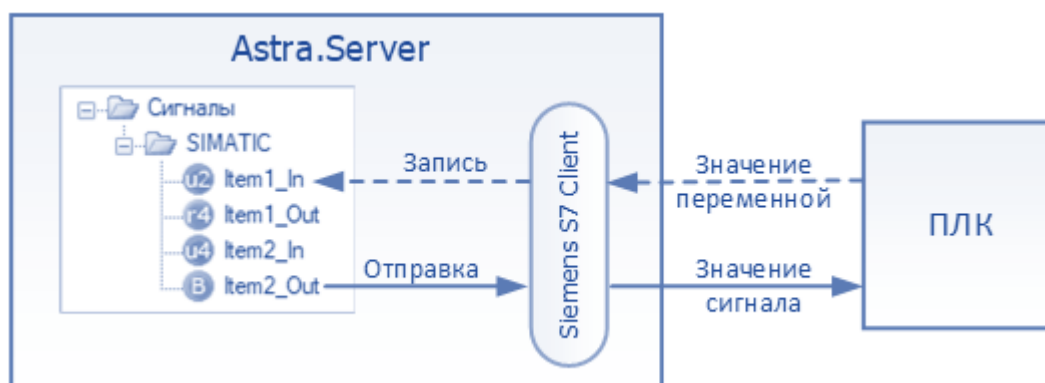 Astra.Server
Сигналы
SIMATIC
u2 Item1_In
r4 Item1_Out
u4 Item2_In
B Item2_Out
Запись
Отправка
Siemens S7 Client
Значение
переменной
Значение
сигнала
ПЛК